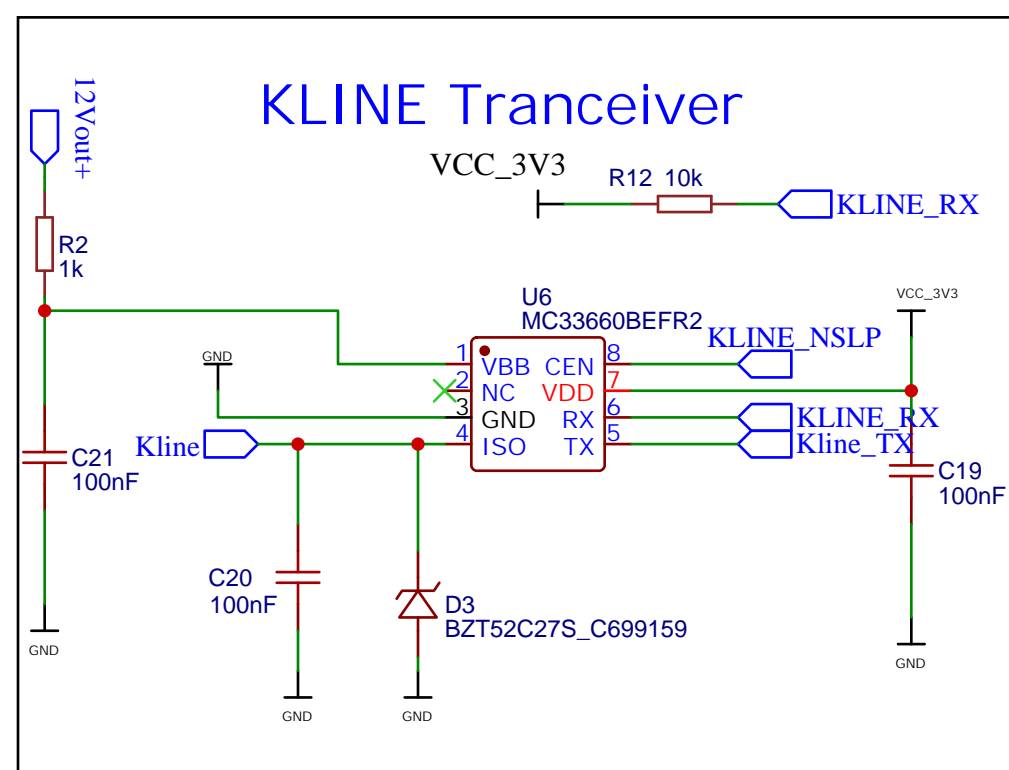 KLINE Tranceiver
12Vout+
VCC_3V3
R12 10k
KLINE_RX
R2
1k
U6
MC33660BEFR2
VCC_3V3
KLINE_NSLP
GND
1
VBB
CEN
8
2
NC
VDD
7
3
GND
RX
6
KLINE_RX
4
ISO
TX
5
Kline_TX
Kline
C21
100nF
C19
100nF
C20
100nF
D3
BZT52C27S_C699159
GND
GND
GND
GND